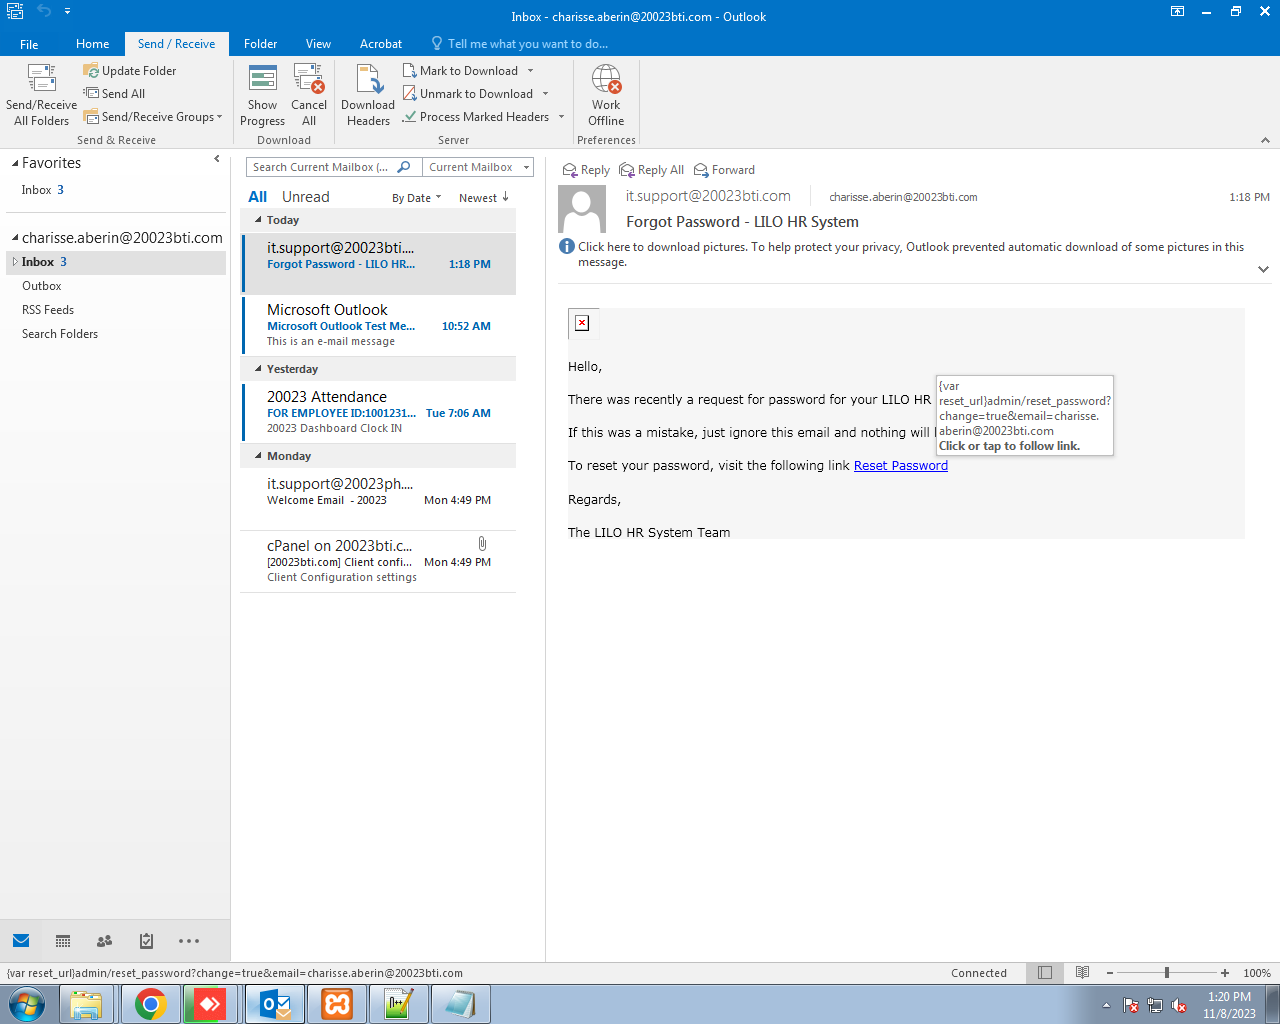 Inbox - charisse.aberin@20023bti.com - Outlook
File Home Send / Receive Folder View Acrobat Tell me what you want to do...
Send/Receive All Folders
Update Folder
Send All
Send/Receive Groups
Send & Receive
Show Progress
Cancel All
Download
Download Headers
Mark to Download
Unmark to Download
Process Marked Headers
Server
Work Offline
Preferences
Favorites
Inbox 3
charisse.aberin@20023bti.com
Inbox 3
Outbox
RSS Feeds
Search Folders
Search Current Mailbox (... Current Mailbox
All Unread By Date Newest
Today
it.support@20023bti....
Forgot Password - LILO HR... 1:18 PM
Microsoft Outlook
Microsoft Outlook Test Me... 10:52 AM
This is an e-mail message
Yesterday
20023 Attendance
FOR EMPLOYEE ID:1001231... Tue 7:06 AM
20023 Dashboard Clock IN
Monday
it.support@20023ph....
Welcome Email - 20023 Mon 4:49 PM
cPanel on 20023bti.c...
[20023bti.com] Client confi... Mon 4:49 PM
Client Configuration settings
Reply Reply All Forward
it.support@20023bti.com charisse.aberin@20023bti.com 1:18 PM
Forgot Password - LILO HR System
Click here to download pictures. To help protect your privacy, Outlook prevented automatic download of some pictures in this
message.
Hello,
There was recently a request for password for your LILO HR
If this was a mistake, just ignore this email and nothing will
To reset your password, visit the following link Reset Password
Regards,
The LILO HR System Team
{var
reset_url}admin/reset_password?
change=true&email=charisse.
aberin@20023bti.com
Click or tap to follow link.
{var reset_url}admin/reset_password?change=true&email=charisse.aberin@20023bti.com
Connected 100%
1:20 PM
11/8/2023